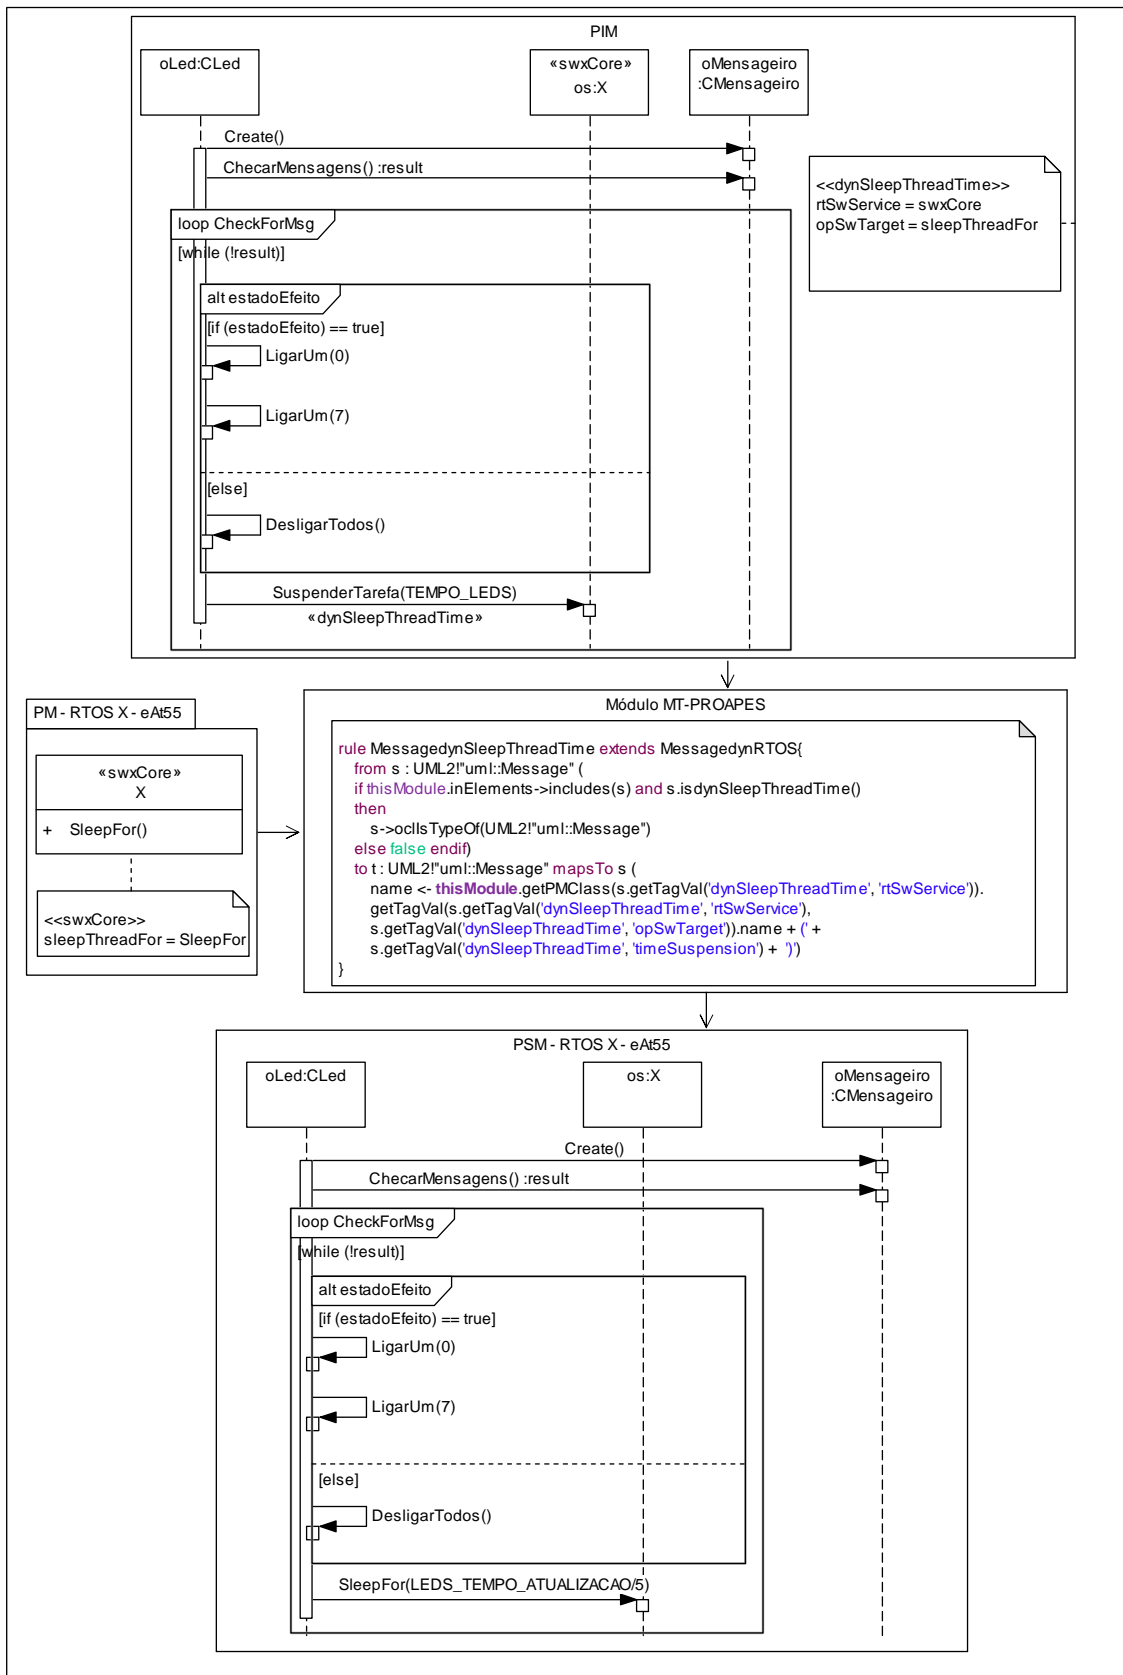 PIM
oLed:CLed
«swxCore»
os:X
oMensageiro
:CMensageiro
Create()
ChecarMensagens() :result
<<dynSleepThreadTime>>
rtSwService = swxCore
opSwTarget = sleepThreadFor
loop CheckForMsg
[while (!result)]
alt estadoEfeito
[if (estadoEfeito) == true]
LigarUm(0)
LigarUm(7)
[else]
DesligarTodos()
SuspenderTarefa(TEMPO_LEDS)
«dynSleepThreadTime»
PM - RTOS X - eAt55
«swxCore»
X
+ SleepFor()
<<swxCore>>
sleepThreadFor = SleepFor
Módulo MT-PROAPES
rule MessagedynSleepThreadTime extends MessagedynRTOS{
from s : UML2!"uml::Message" (
if thisModule.inElements->includes(s) and s.isdynSleepThreadTime()
then
s->oclIsTypeOf(UML2!"uml::Message")
else false endif)
to t : UML2!"uml::Message" mapsTo s (
name <- thisModule.getPMClass(s.getTagVal('dynSleepThreadTime', 'rtSwService')).
getTagVal(s.getTagVal('dynSleepThreadTime', 'rtSwService'),
s.getTagVal('dynSleepThreadTime', 'opSwTarget')).name + (' +
s.getTagVal('dynSleepThreadTime', 'timeSuspension') + ')')
}
PSM - RTOS X - eAt55
oLed:CLed
os:X
oMensageiro
:CMensageiro
Create()
ChecarMensagens() :result
loop CheckForMsg
[while (!result)]
alt estadoEfeito
[if (estadoEfeito) == true]
LigarUm(0)
LigarUm(7)
[else]
DesligarTodos()
SleepFor(LEDS_TEMPO_ATUALIZACAO/5)